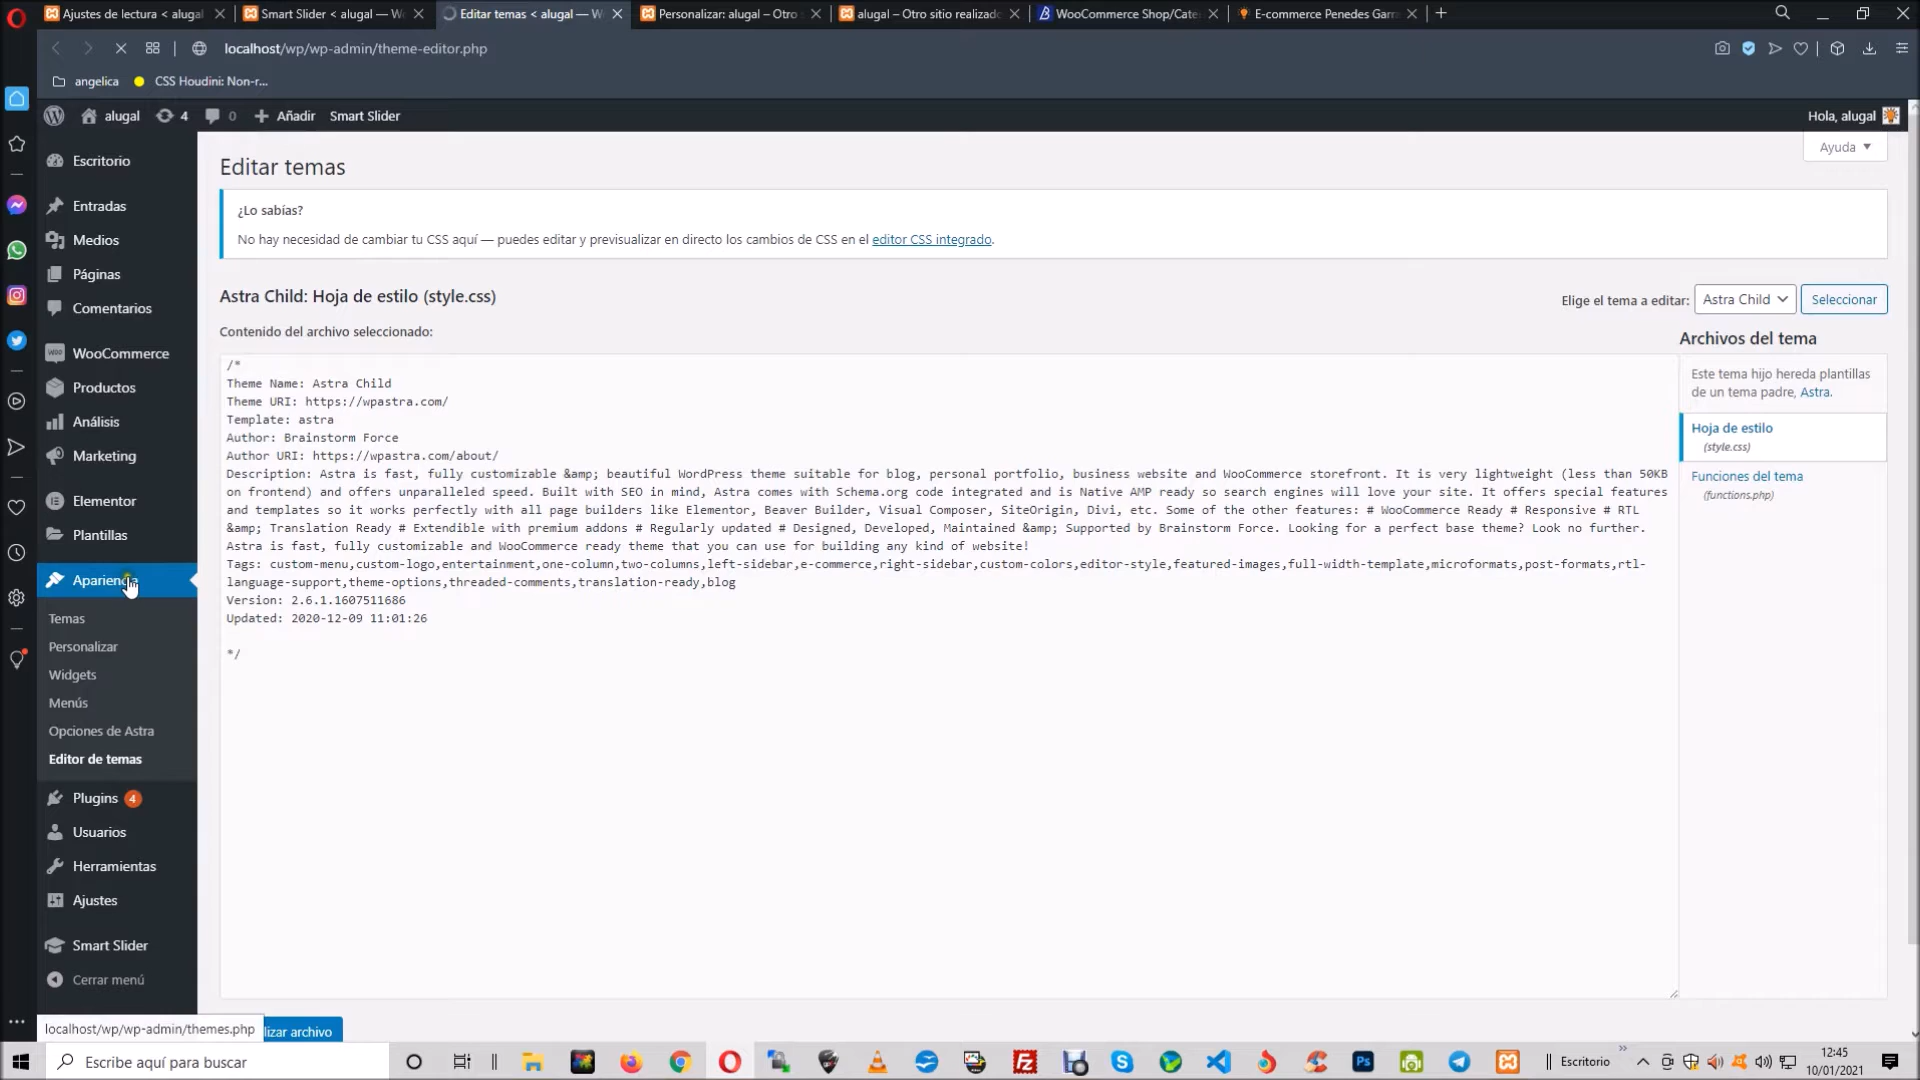 Ajustes de lectura < alugal
Smart Slider < alugal — W
Editar temas < alugal — W
Personalizar: alugal – Otro
alugal – Otro sitio realizado
WooCommerce Shop/Cate
E-commerce Penedes Garra
localhost/wp/wp-admin/theme-editor.php
angelica
CSS Houdini: Non-r...
alugal
4
0
Añadir
Smart Slider
Hola, alugal
Escritorio
Entradas
Medios
Páginas
Comentarios
WooCommerce
Productos
Análisis
Marketing
Elementor
Plantillas
Temas
Personalizar
Widgets
Menús
Opciones de Astra
Editor de temas
Plugins 4
Usuarios
Herramientas
Ajustes
Smart Slider
Cerrar menú
localhost/wp/wp-admin/themes.php
Ayuda
Editar temas
¿Lo sabías?
No hay necesidad de cambiar tu CSS aquí — puedes editar y previsualizar en directo los cambios de CSS en el editor CSS integrado.
Astra Child: Hoja de estilo (style.css)
Elige el tema a editar: Astra Child Seleccionar
Contenido del archivo seleccionado:
/*
Theme Name: Astra Child
Theme URI: https://wpastra.com/
Template: astra
Author: Brainstorm Force
Author URI: https://wpastra.com/about/
Description: Astra is fast, fully customizable &amp; beautiful WordPress theme suitable for blog, personal portfolio, business website and WooCommerce storefront. It is very lightweight (less than 50KB
on frontend) and offers unparalleled speed. Built with SEO in mind, Astra comes with Schema.org code integrated and is Native AMP ready so search engines will love your site. It offers special features
and templates so it works perfectly with all page builders like Elementor, Beaver Builder, Visual Composer, SiteOrigin, Divi, etc. Some of the other features: # WooCommerce Ready # Responsive # RTL
&amp; Translation Ready # Extendible with premium addons # Regularly updated # Designed, Developed, Maintained &amp; Supported by Brainstorm Force. Looking for a perfect base theme? Look no further.
Astra is fast, fully customizable and WooCommerce ready theme that you can use for building any kind of website!
Tags: custom-menu,custom-logo,entertainment,one-column,two-columns,left-sidebar,e-commerce,right-sidebar,custom-colors,editor-style,featured-images,full-width-template,microformats,post-formats,rtl-
language-support,theme-options,threaded-comments,translation-ready,blog
Version: 2.6.1.1607511686
Updated: 2020-12-09 11:01:26
*/
Archivos del tema
Este tema hijo hereda plantillas
de un tema padre, Astra.
Hoja de estilo
(style.css)
Funciones del tema
(functions.php)
lizar archivo
Escribe aquí para buscar
Escritorio
12:45
10/01/2021